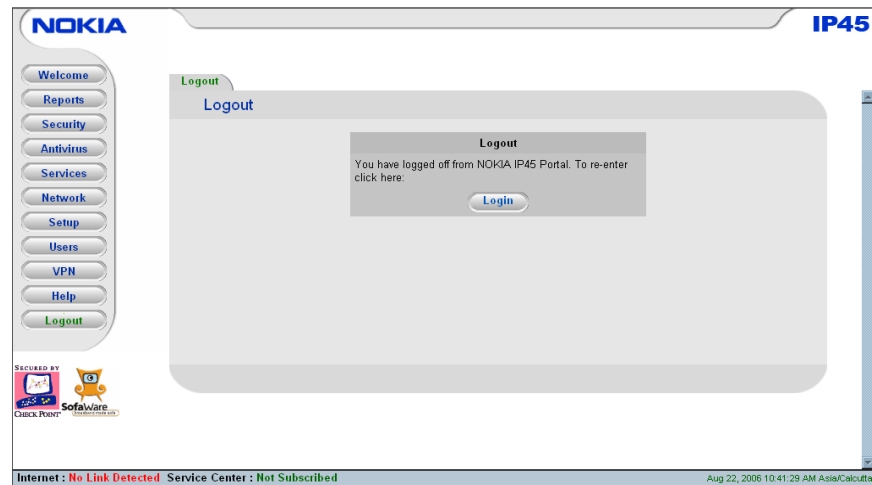 NOKIA
IP45
Welcome
Reports
Security
Antivirus
Services
Network
Setup
Users
VPN
Help
Logout
Logout
Logout
Logout
You have logged off from NOKIA IP45 Portal. To re-enter
click here:
Login
SECURED BY
CHECK POINT
SofaWare
Internet : No Link Detected Service Center : Not Subscribed
Aug 22, 2006 10:41:29 AM Asia/Calcutta